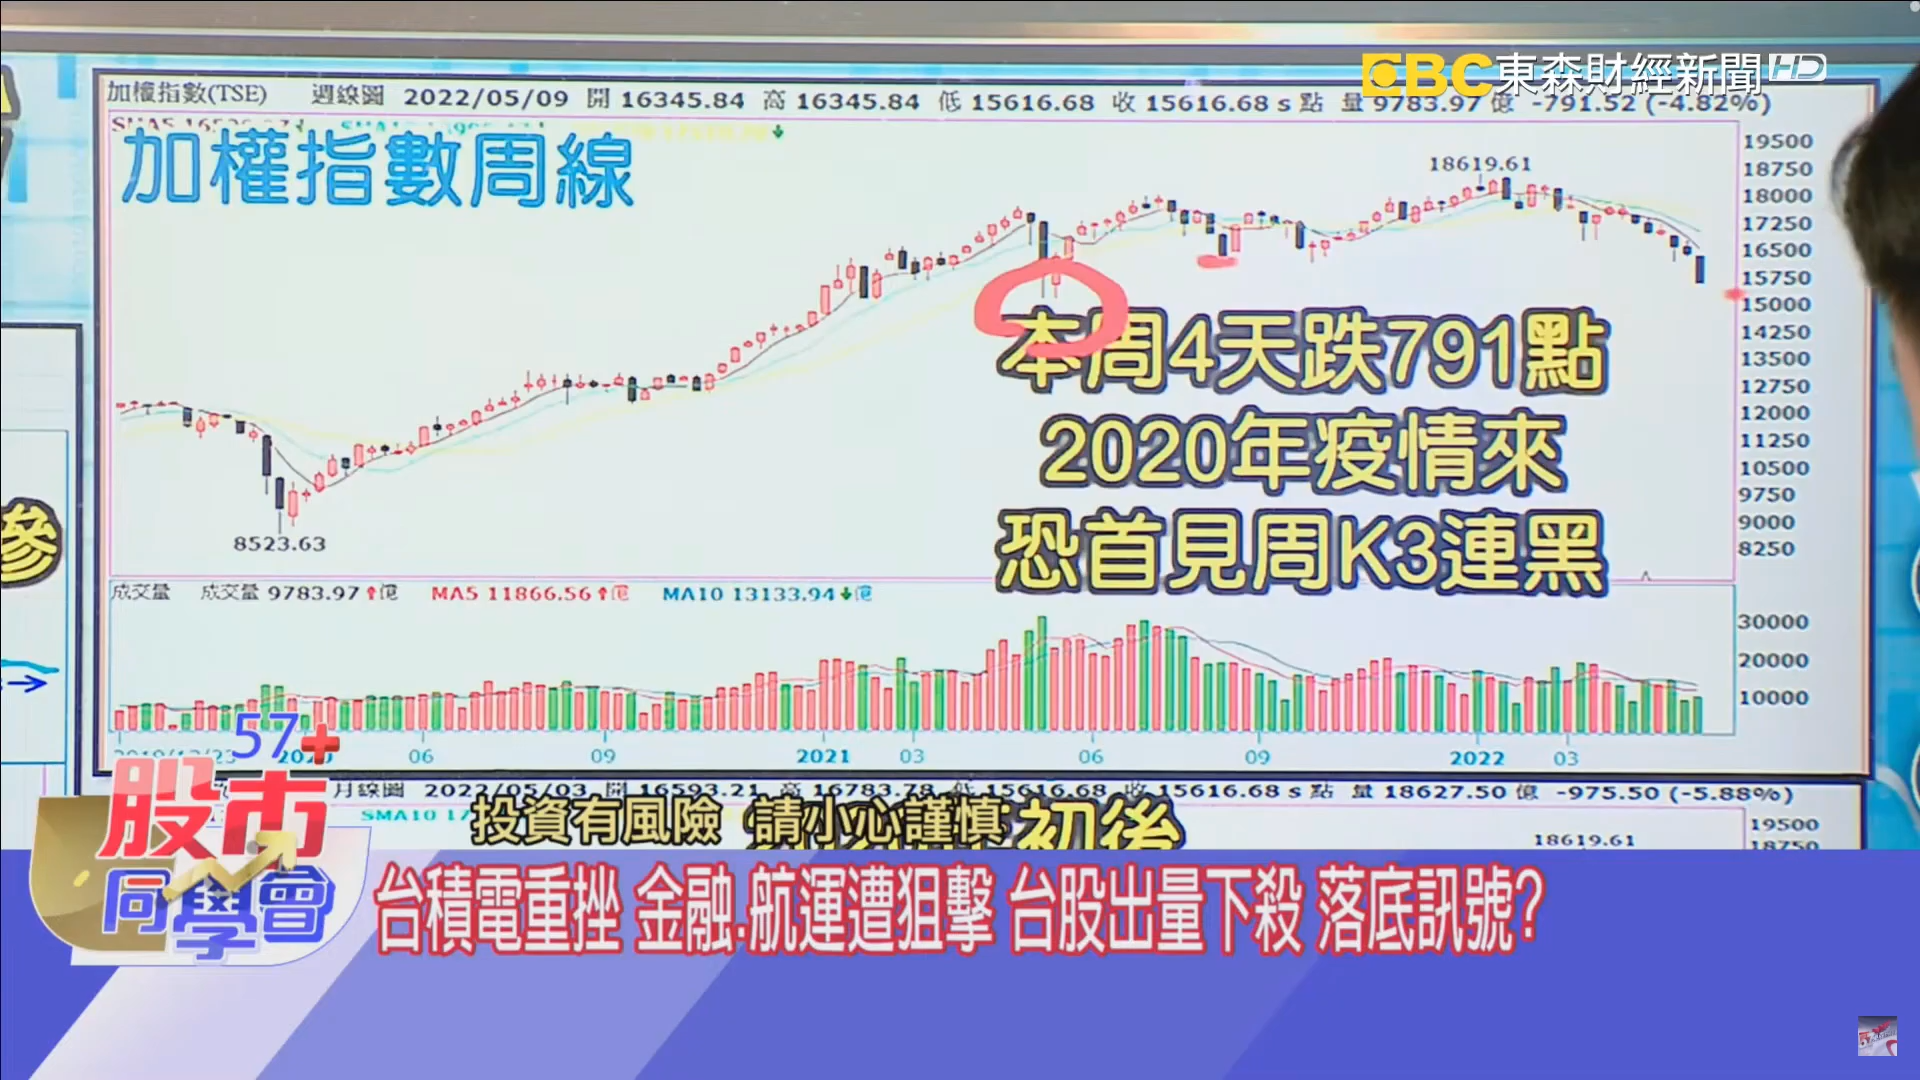 EBC 東森財經新聞 HD
加權指數(TSE) 週線圖 2022/05/09 開 16345.84 高 16345.84 低 15616.68 收 15616.68 s 點 量 9783.97 億 -791.52 (-4.82%)
加權指數周線
18619.61
19500
18750
18000
17250
16500
15750
15000
14250
13500
12750
12000
11250
10500
9750
9000
8250
本周4天跌791點
2020年疫情來
恐首見周K3連黑
8523.63
參
成交量 成交量 9783.97↑億 MA5 11866.56↑億 MA10 13133.94↓億
30000
20000
10000
2020 06 09 2021 03 06 09 2022 03
月線圖 2022/05/03 開 16593.21 高 16783.78 低 15616.68 收 15616.68 s 點 量 18627.50 億 -975.50 (-5.88%)
SMA10
18619.61
19500
18750
初後
投資有風險 請小心謹慎
57+
股市
同學會
台積電重挫 金融.航運遭狙擊 台股出量下殺 落底訊號?